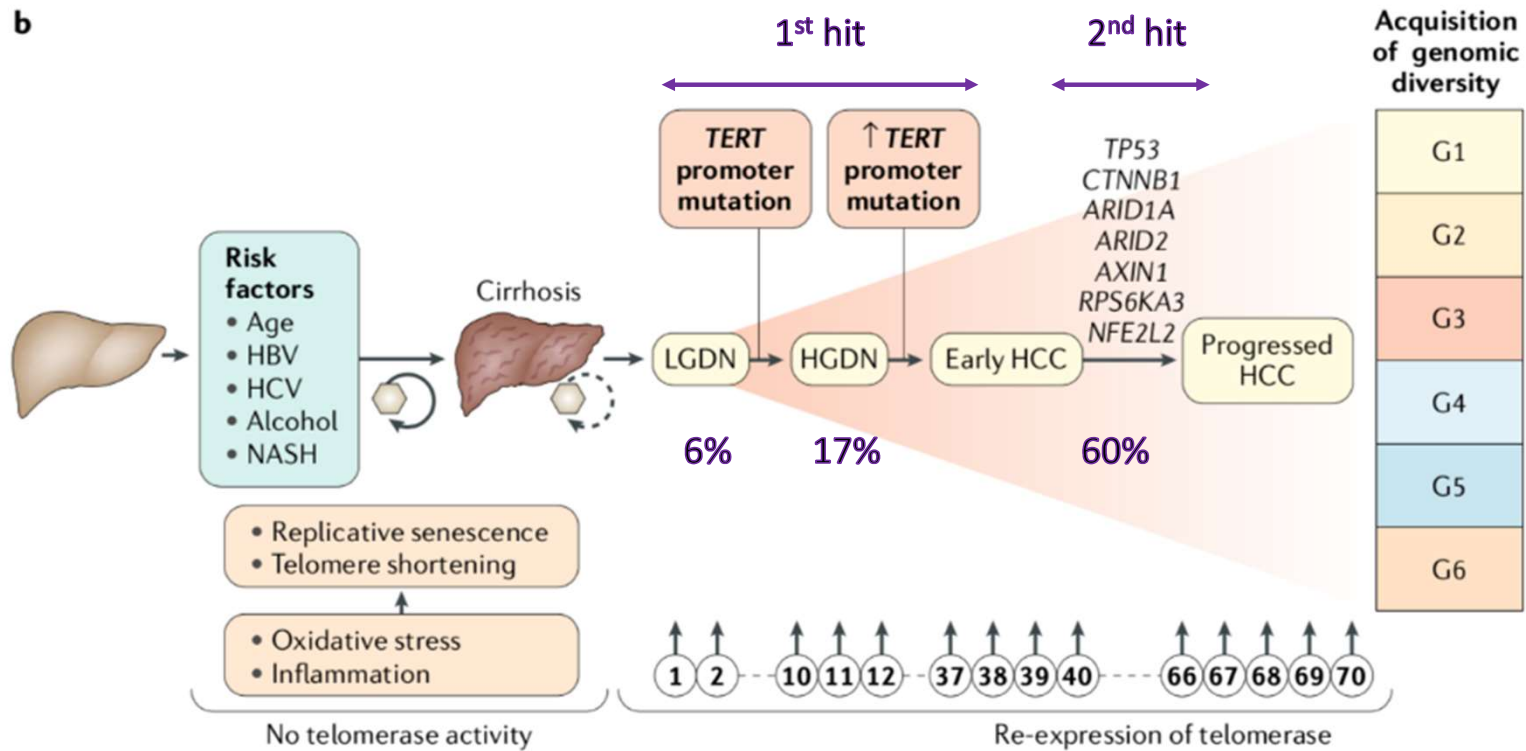 b
1st hit
2nd hit
Acquisition
of genomic
diversity
TERT
promoter
mutation
↑ TERT
promoter
mutation
TP53
CTNNB1
ARID1A
ARID2
AXIN1
RPS6KA3
NFE2L2
G1
G2
G3
G4
G5
G6
Risk
factors
• Age
• HBV
• HCV
• Alcohol
• NASH
Cirrhosis
LGDN
HGDN
Early HCC
Progressed
HCC
6%
17%
60%
• Replicative senescence
• Telomere shortening
• Oxidative stress
• Inflammation
1 2 10 11 12 37 38 39 40 66 67 68 69 70
No telomerase activity
Re-expression of telomerase